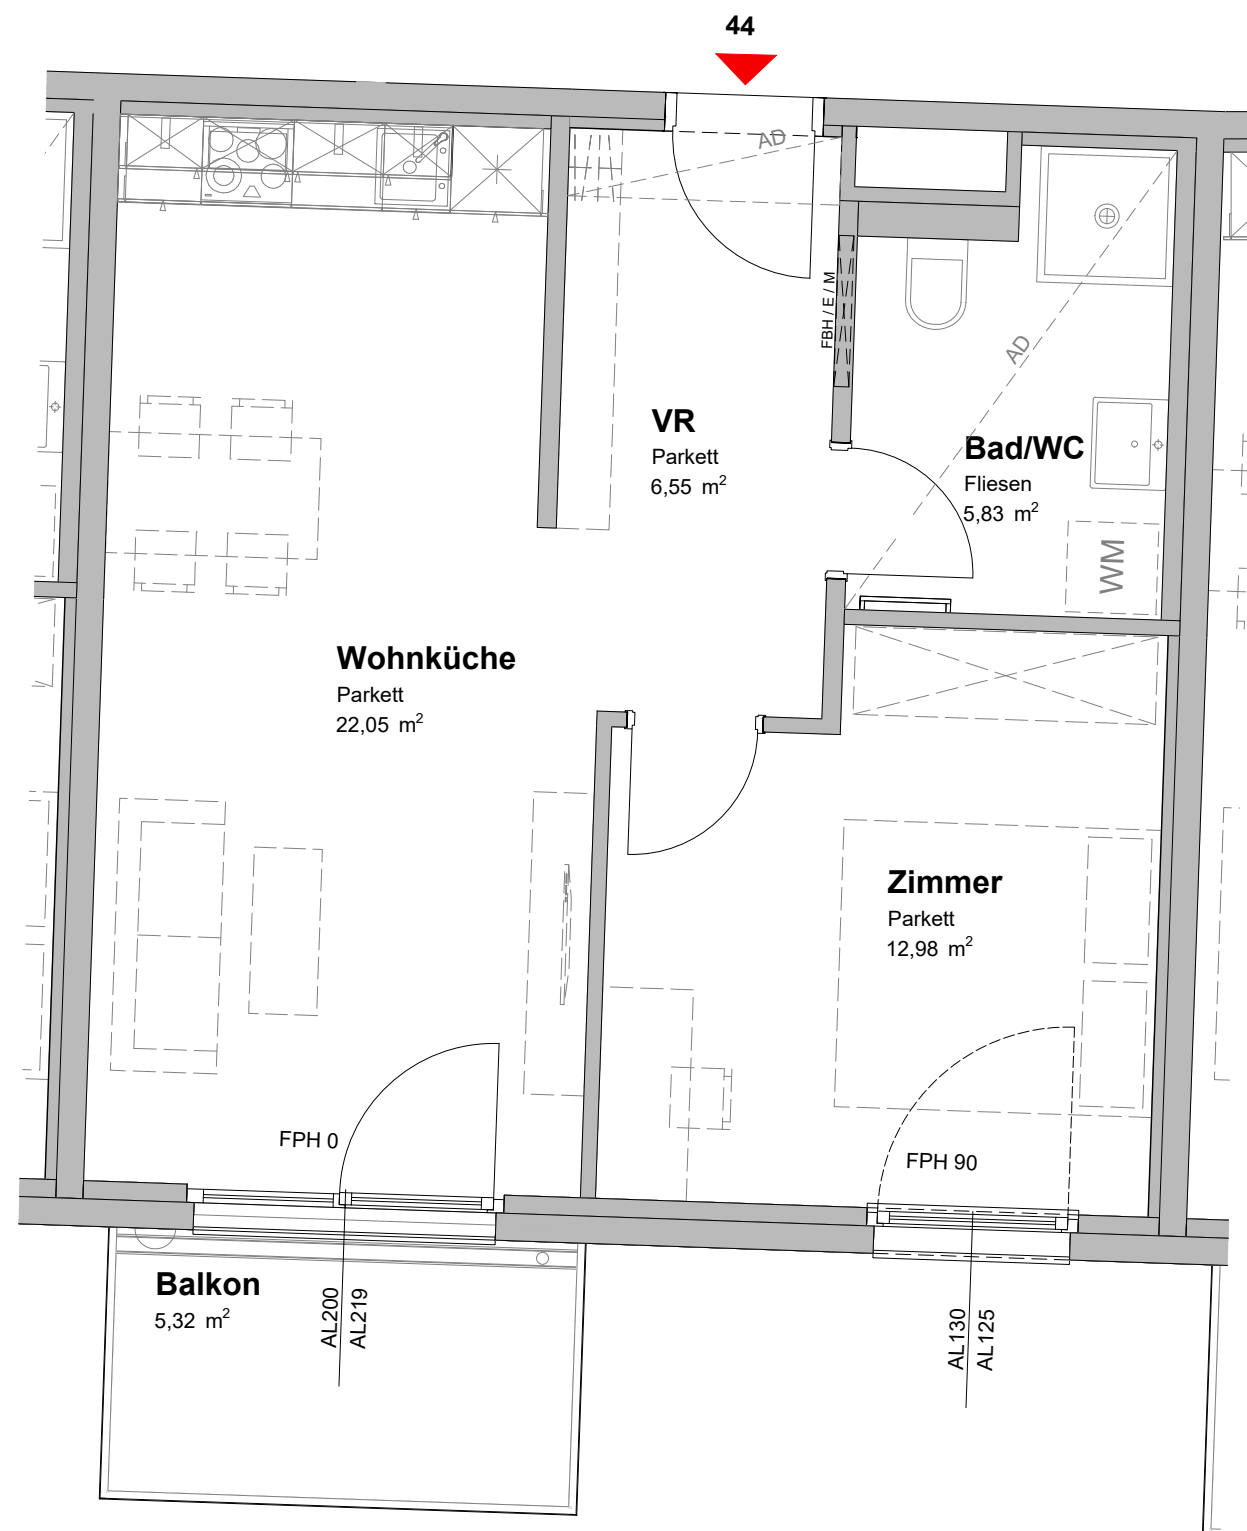 44
AD
FBH / E / M
AD
VR
Parkett
6,55 m²
Bad/WC
Fliesen
5,83 m²
WM
Wohnküche
Parkett
22,05 m²
Zimmer
Parkett
12,98 m²
FPH 0
FPH 90
Balkon
5,32 m²
AL200
AL219
AL130
AL125